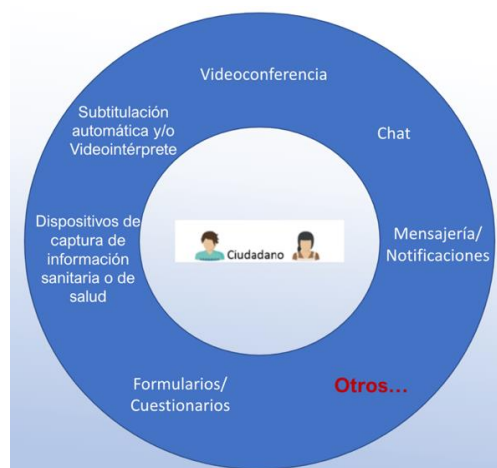 Videoconferencia
Subtitulación
automática y/o
Videointérprete
Chat
Dispositivos de
captura de
información
sanitaria o de
salud
Ciudadano
Mensajería/
Notificaciones
Formularios/
Cuestionarios
Otros...